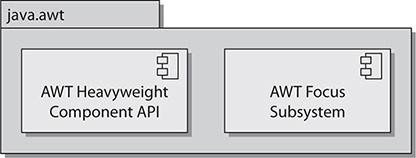 java.awt
AWT Heavyweight
Component API
AWT Focus
Subsystem